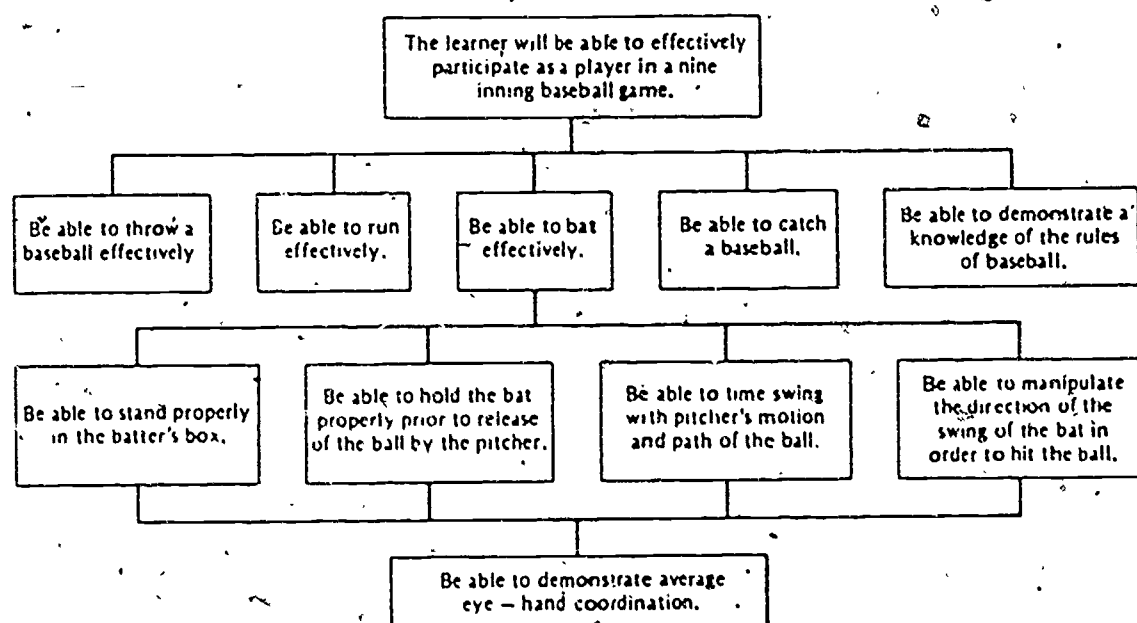 The learner will be able to effectively
participate as a player in a nine
inning baseball game.
Be able to throw a
baseball effectively
Be able to run
effectively.
Be able to bat
effectively.
Be able to catch
a baseball.
Be able to demonstrate a
knowledge of the rules
of baseball.
Be able to stand properly
in the batter's box.
Be able to hold the bat
properly prior to release
of the ball by the pitcher.
Be able to time swing
with pitcher's motion
and path of the ball.
Be able to manipulate
the direction of the
swing of the bat in
order to hit the ball.
Be able to demonstrate average
eye – hand coordination.